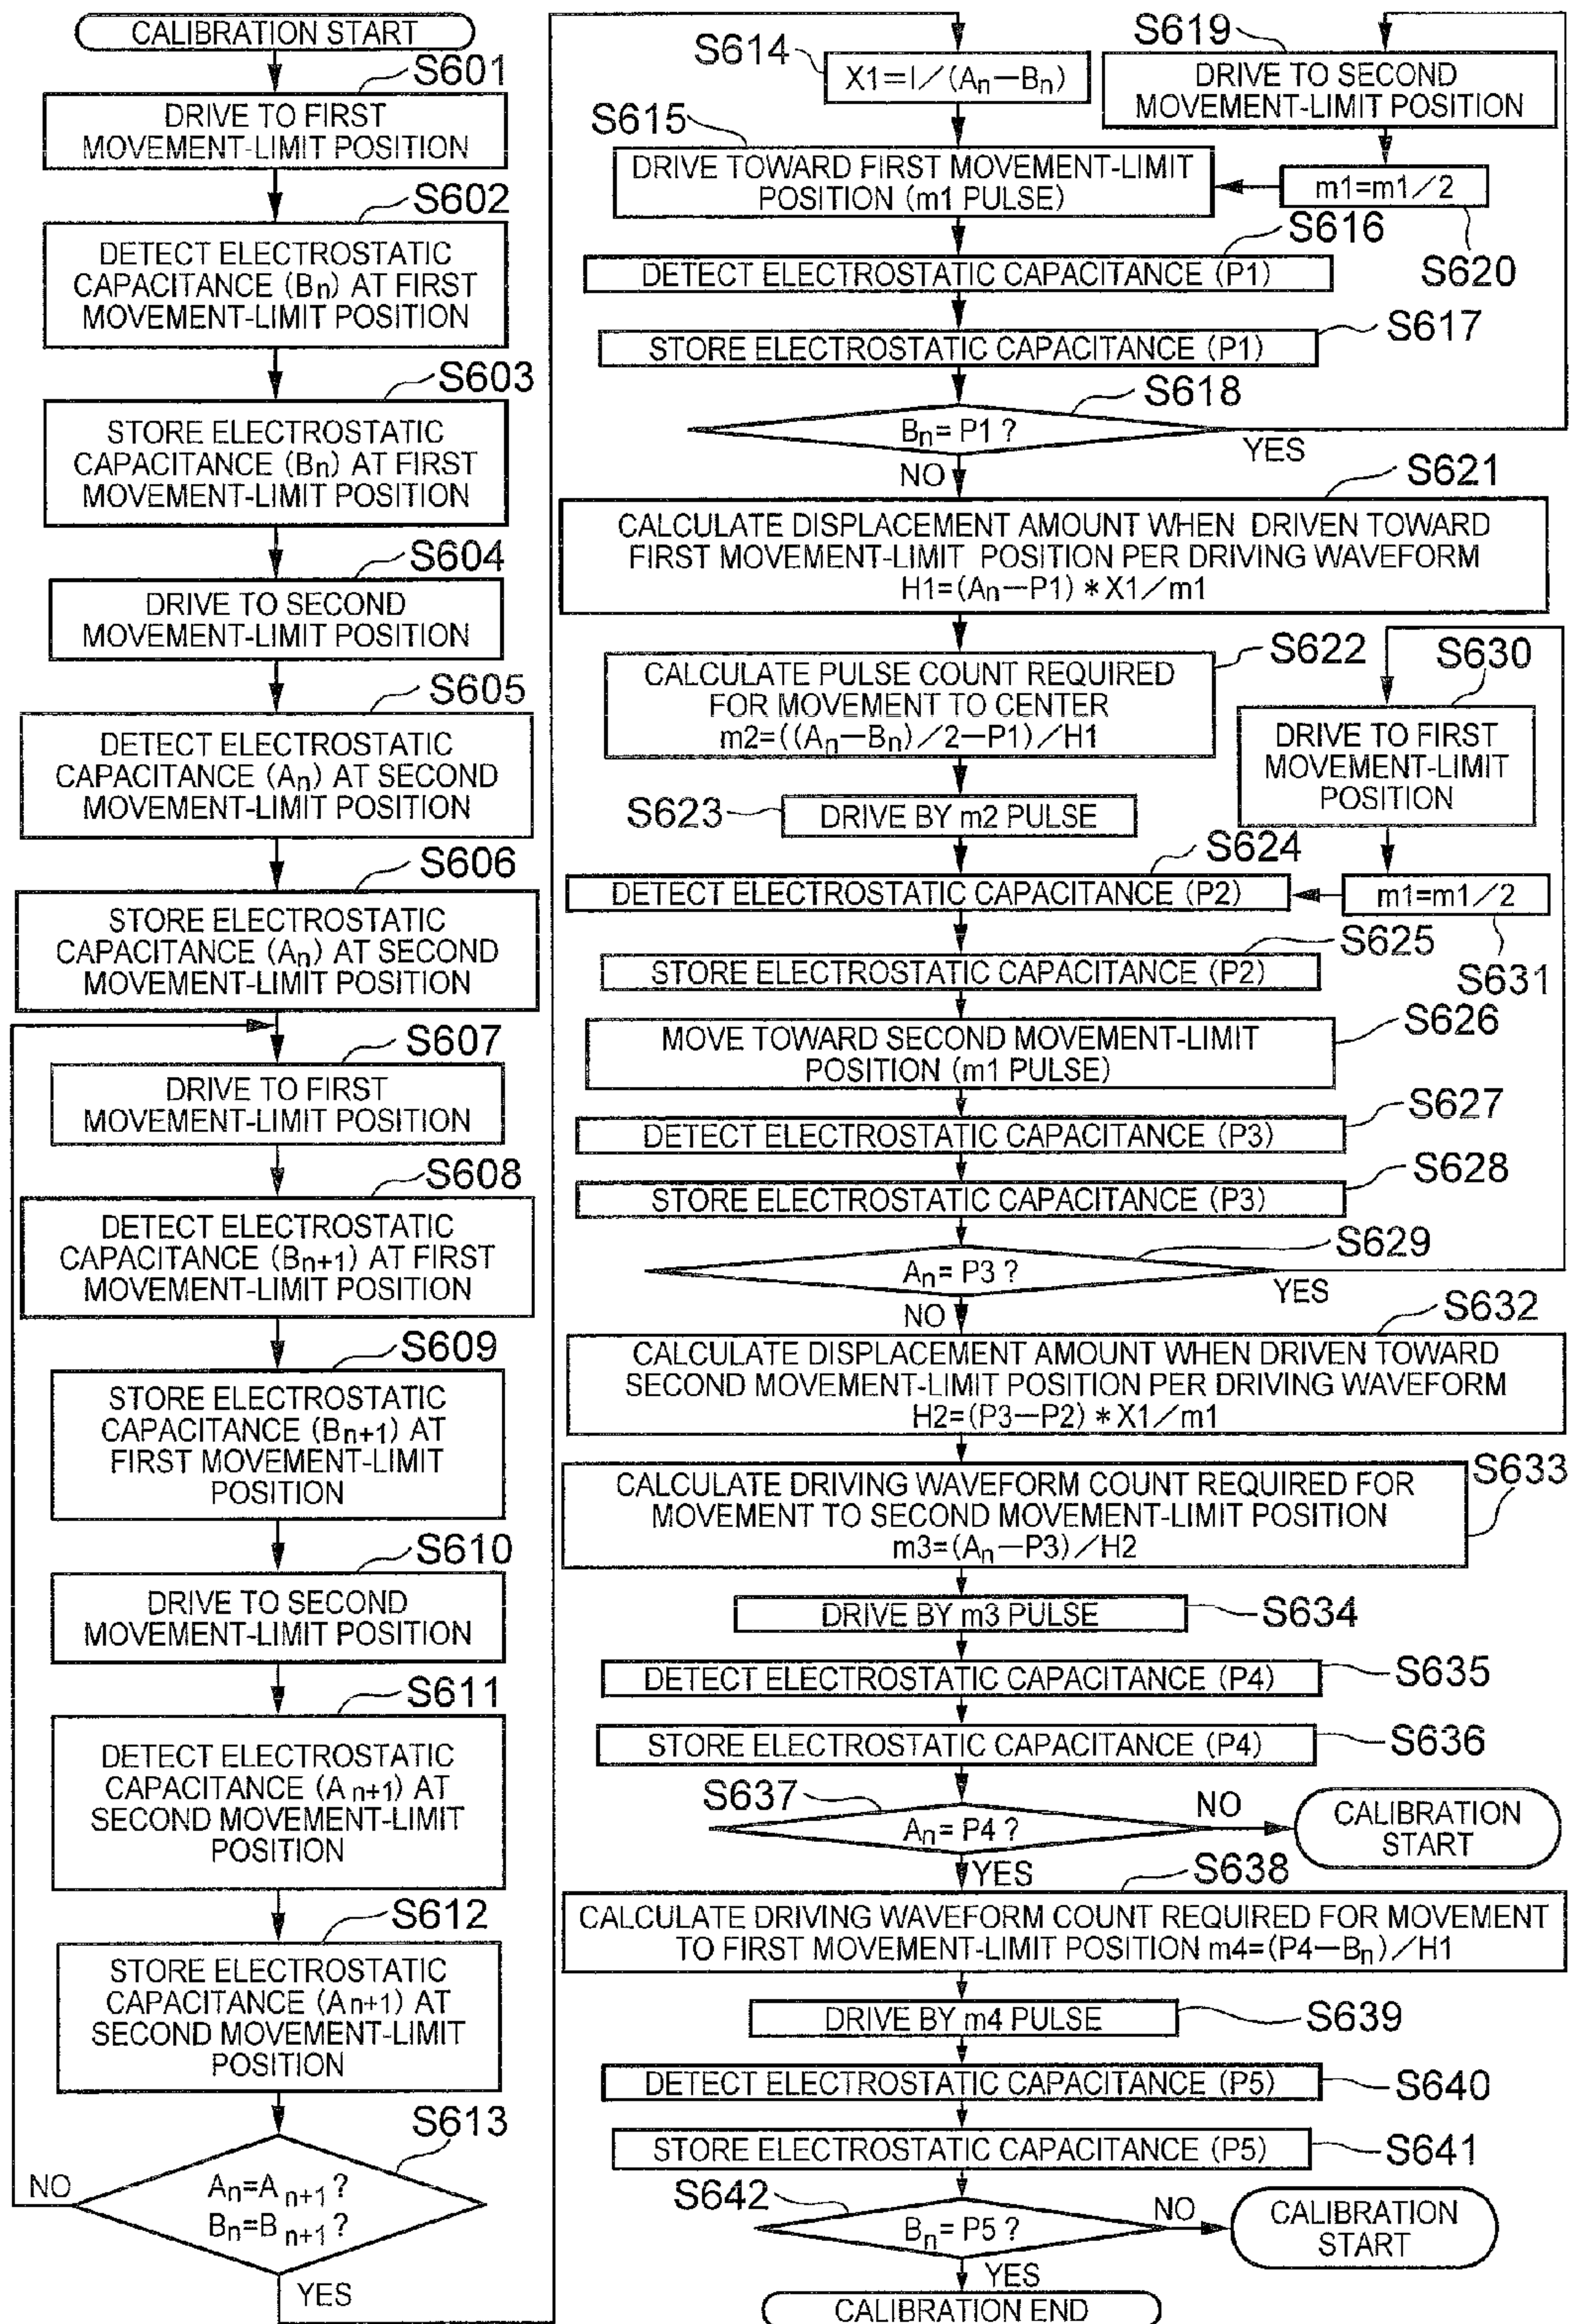 CALIBRATION START
S601
DRIVE TO FIRST
MOVEMENT-LIMIT POSITION
S602
DETECT ELECTROSTATIC
CAPACITANCE (Bn) AT FIRST
MOVEMENT-LIMIT POSITION
S603
STORE ELECTROSTATIC
CAPACITANCE (Bn) AT FIRST
MOVEMENT-LIMIT POSITION
S604
DRIVE TO SECOND
MOVEMENT-LIMIT POSITION
S605
DETECT ELECTROSTATIC
CAPACITANCE (An) AT SECOND
MOVEMENT-LIMIT POSITION
S606
STORE ELECTROSTATIC
CAPACITANCE (An) AT SECOND
MOVEMENT-LIMIT POSITION
S607
DRIVE TO FIRST
MOVEMENT-LIMIT POSITION
S608
DETECT ELECTROSTATIC
CAPACITANCE (Bn+1) AT FIRST
MOVEMENT-LIMIT POSITION
S609
STORE ELECTROSTATIC
CAPACITANCE (Bn+1) AT
FIRST MOVEMENT-LIMIT
POSITION
S610
DRIVE TO SECOND
MOVEMENT-LIMIT POSITION
S611
DETECT ELECTROSTATIC
CAPACITANCE (An+1) AT
SECOND MOVEMENT-LIMIT
POSITION
S612
STORE ELECTROSTATIC
CAPACITANCE (An+1) AT
SECOND MOVEMENT-LIMIT
POSITION
S613
NO
An=An+1?
Bn=Bn+1?
YES
S614
X1=I/(An−Bn)
S615
DRIVE TOWARD FIRST MOVEMENT-LIMIT
POSITION (m1 PULSE)
S619
DRIVE TO SECOND
MOVEMENT-LIMIT POSITION
m1=m1/2
S620
S616
DETECT ELECTROSTATIC CAPACITANCE (P1)
S617
STORE ELECTROSTATIC CAPACITANCE (P1)
S618
Bn=P1?
YES
NO
S621
CALCULATE DISPLACEMENT AMOUNT WHEN DRIVEN TOWARD
FIRST MOVEMENT-LIMIT POSITION PER DRIVING WAVEFORM
H1=(An−P1)*X1/m1
S622
CALCULATE PULSE COUNT REQUIRED
FOR MOVEMENT TO CENTER
m2=((An−Bn)/2−P1)/H1
S630
DRIVE TO FIRST
MOVEMENT-LIMIT
POSITION
S623
DRIVE BY m2 PULSE
S624
DETECT ELECTROSTATIC CAPACITANCE (P2)
m1=m1/2
S631
S625
STORE ELECTROSTATIC CAPACITANCE (P2)
S626
MOVE TOWARD SECOND MOVEMENT-LIMIT
POSITION (m1 PULSE)
S627
DETECT ELECTROSTATIC CAPACITANCE (P3)
S628
STORE ELECTROSTATIC CAPACITANCE (P3)
S629
An=P3?
YES
NO
S632
CALCULATE DISPLACEMENT AMOUNT WHEN DRIVEN TOWARD
SECOND MOVEMENT-LIMIT POSITION PER DRIVING WAVEFORM
H2=(P3−P2)*X1/m1
S633
CALCULATE DRIVING WAVEFORM COUNT REQUIRED FOR
MOVEMENT TO SECOND MOVEMENT-LIMIT POSITION
m3=(An−P3)/H2
DRIVE BY m3 PULSE
S634
DETECT ELECTROSTATIC CAPACITANCE (P4)
S635
STORE ELECTROSTATIC CAPACITANCE (P4)
S636
S637
An=P4?
NO
CALIBRATION
START
YES
S638
CALCULATE DRIVING WAVEFORM COUNT REQUIRED FOR MOVEMENT
TO FIRST MOVEMENT-LIMIT POSITION m4=(P4−Bn)/H1
DRIVE BY m4 PULSE
S639
DETECT ELECTROSTATIC CAPACITANCE (P5)
S640
STORE ELECTROSTATIC CAPACITANCE (P5)
S641
S642
Bn=P5?
NO
CALIBRATION
START
YES
CALIBRATION END